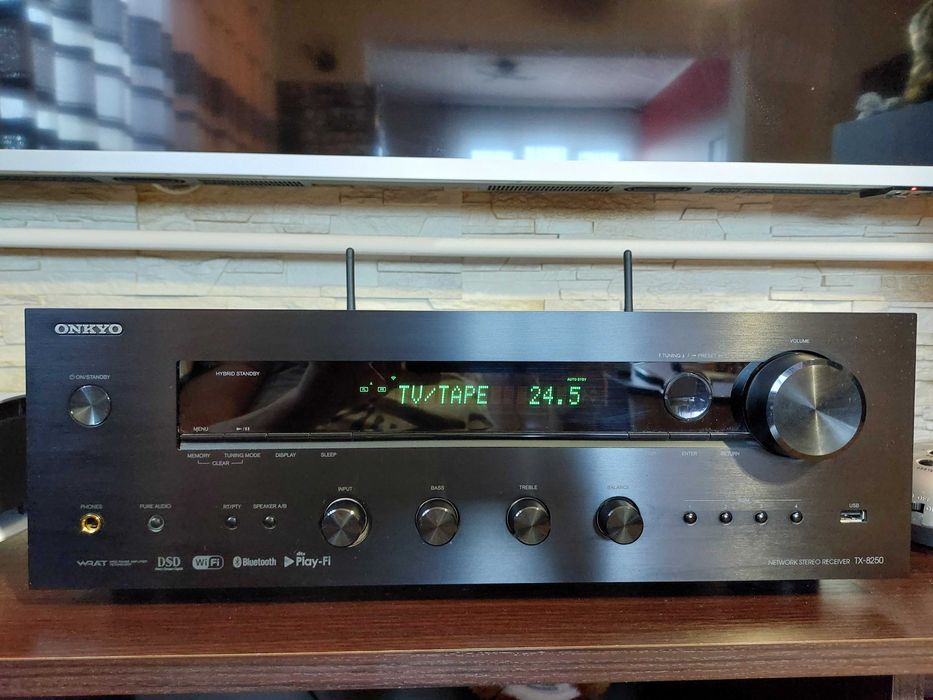 ONKYO
VOLUME
TUNING / PRESET
ON/STANDBY
HYBRID STANDBY
AUTO STBY
TV/TAPE 24.5
MENU
MEMORY TUNING MODE DISPLAY SLEEP
CLEAR
ENTER RETURN
INPUT BASS TREBLE BALANCE
PHONES PURE AUDIO RT/PTY SPEAKER A/B
USB
WRAT
DSD WiFi Bluetooth dts Play-Fi
NETWORK STEREO RECEIVER TX-8250